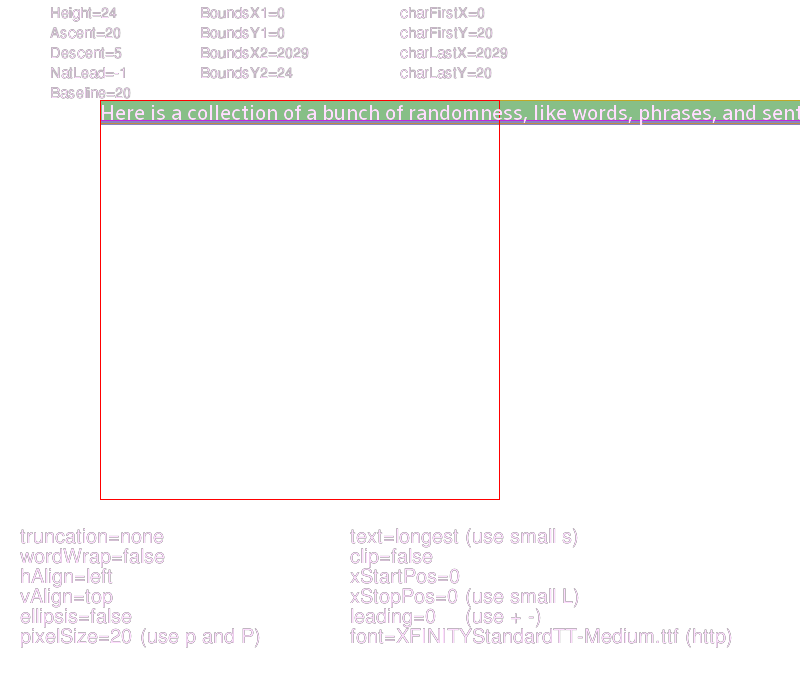 Height=24 BoundsX1=0 charFirstX=0
Ascent=20 BoundsY1=0 charFirstY=20
Descent=5 BoundsX2=2029 charLastX=2029
NatLead=-1 BoundsY2=24 charLastY=20
Baseline=20
Here is a collection of a bunch of randomness, like words, phrases, and sent
truncation=none text=longest (use small s)
wordWrap=false clip=false
hAlign=left xStartPos=0
vAlign=top xStopPos=0 (use small L)
ellipsis=false leading=0 (use + -)
pixelSize=20 (use p and P) font=XFINITYStandardTT-Medium.ttf (http)